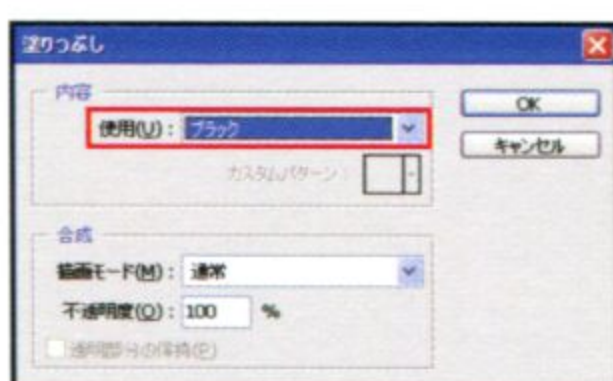 塗りつぶし
内容
使用(U): ブラック
カスタムパターン:
OK
キャンセル
合成
描画モード(M): 通常
不透明度(O): 100 %
透明部分の保持(P)